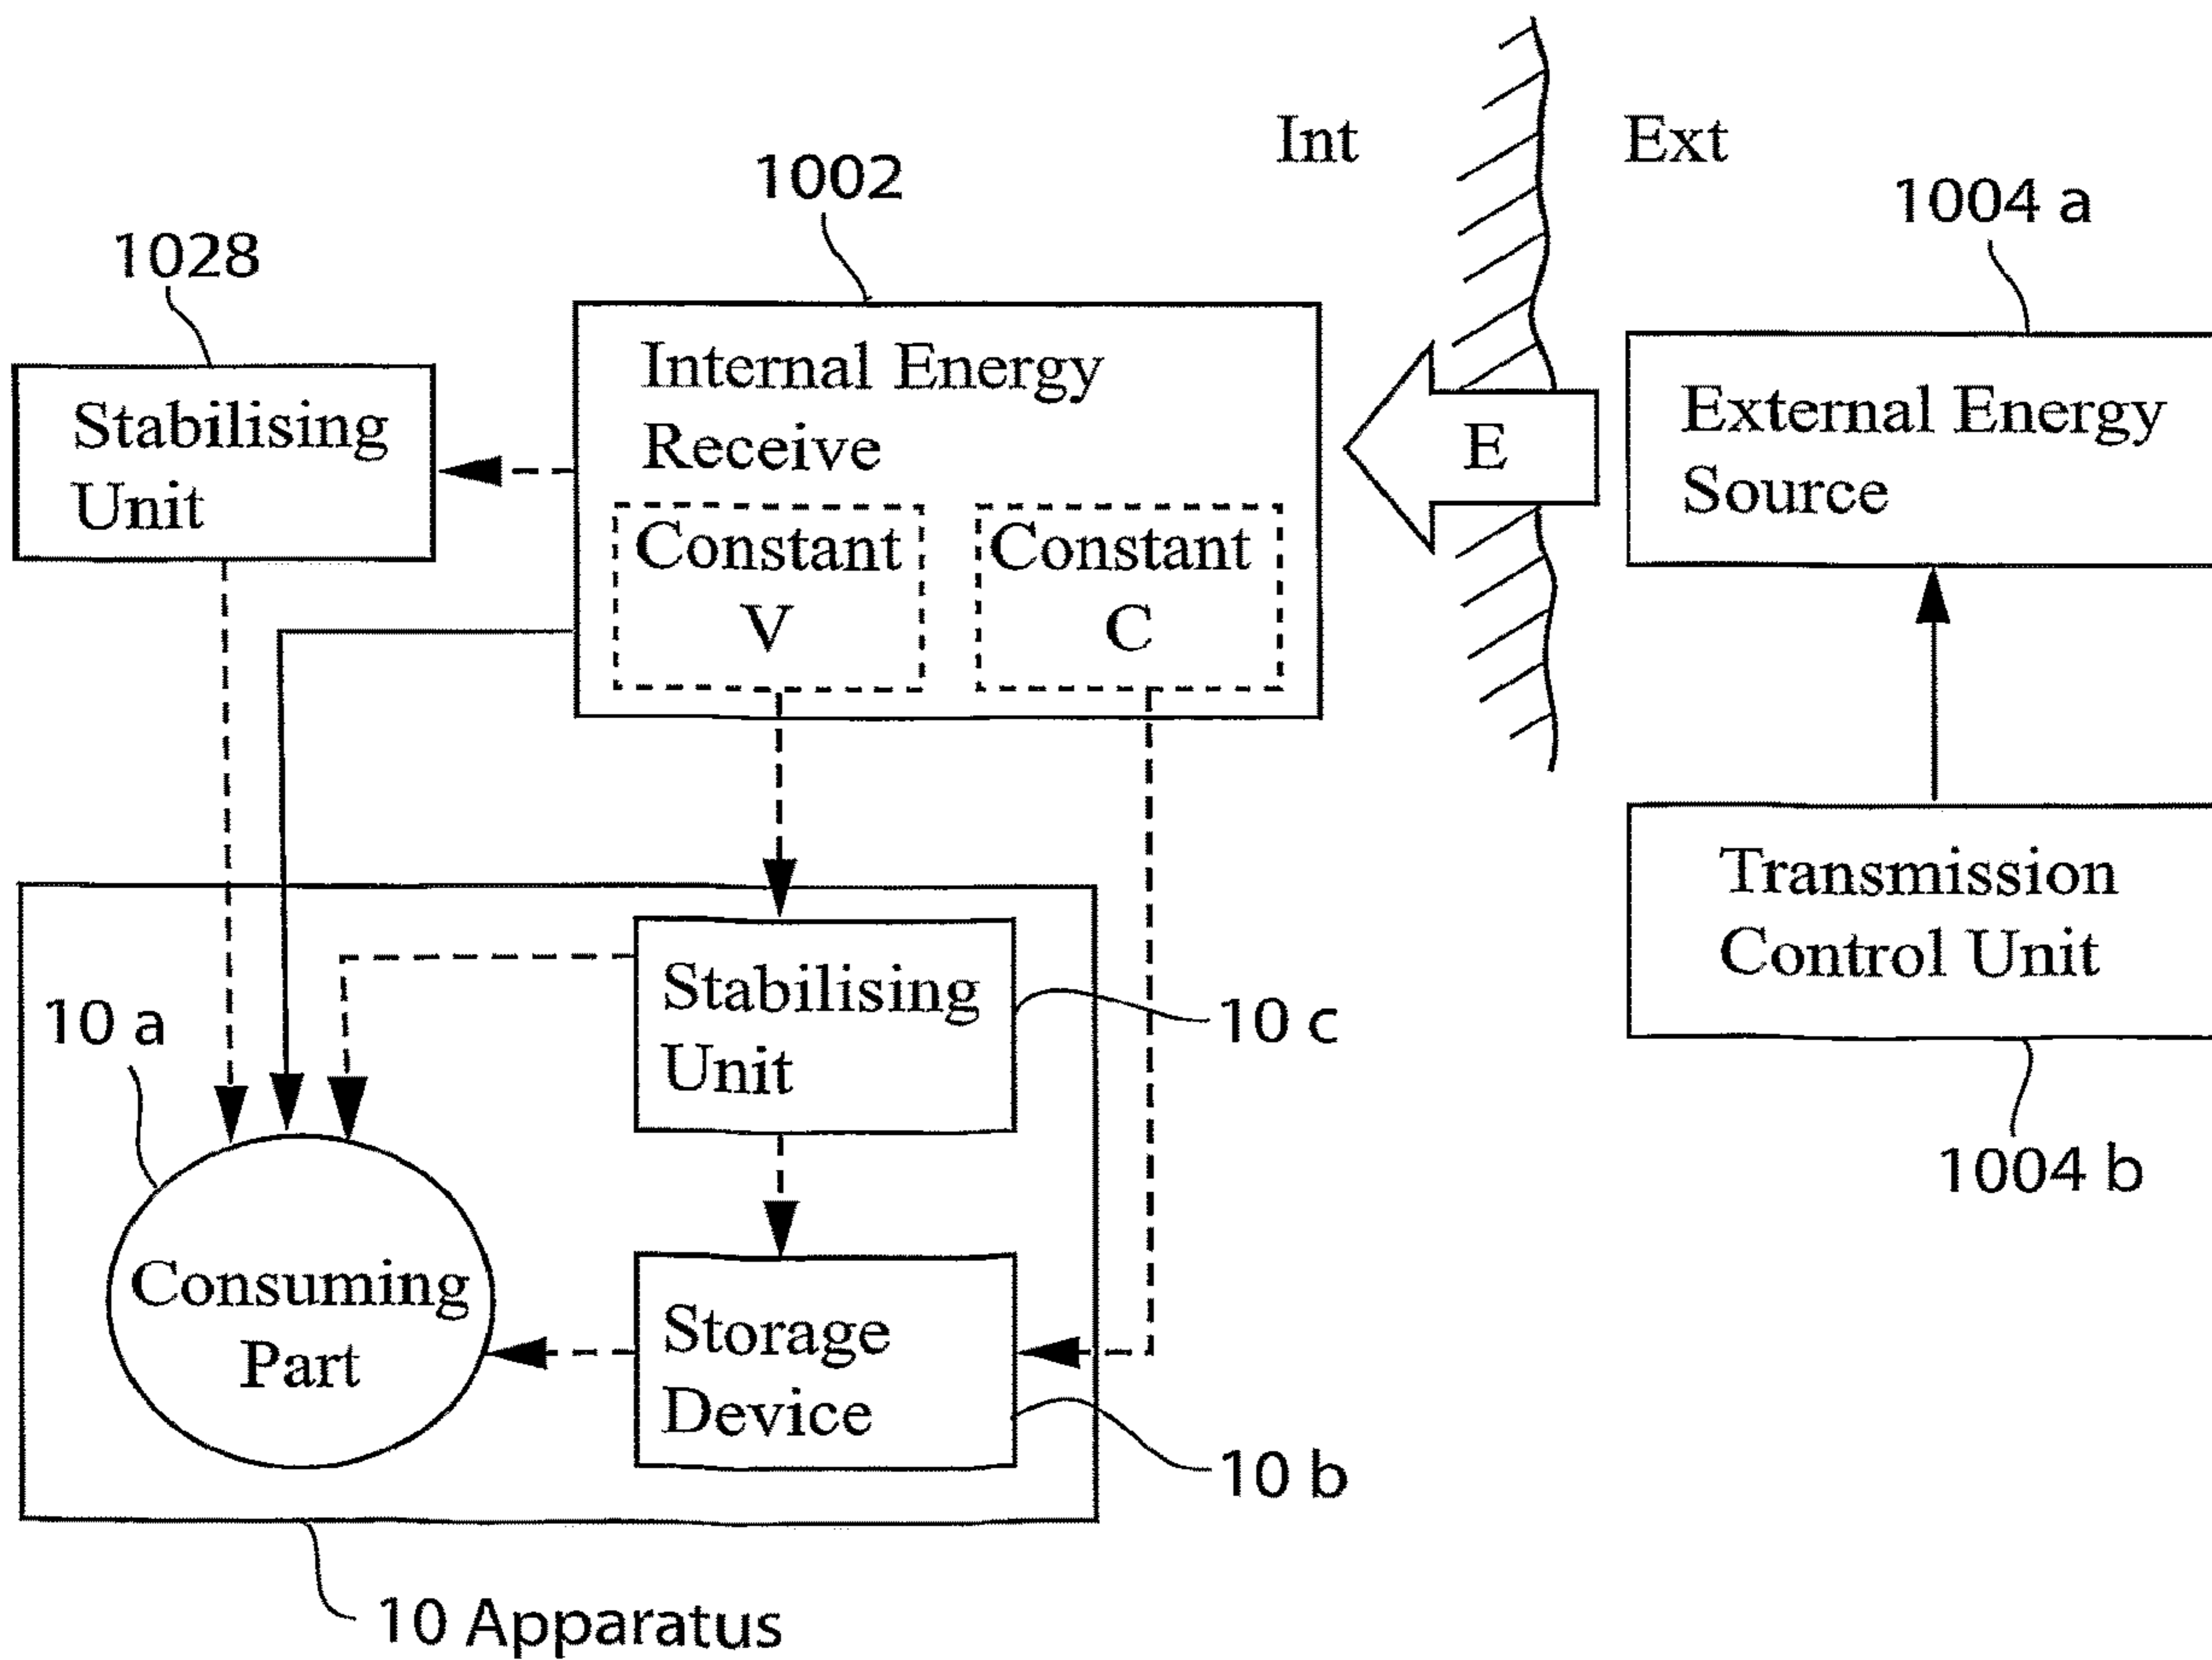 Int
Ext
1002
1004 a
1028
Internal Energy
Receive
Stabilising
Unit
External Energy
Source
E
Constant
V
Constant
C
Transmission
Control Unit
Stabilising
Unit
10 a
10 c
1004 b
Consuming
Part
Storage
Device
10 b
10 Apparatus